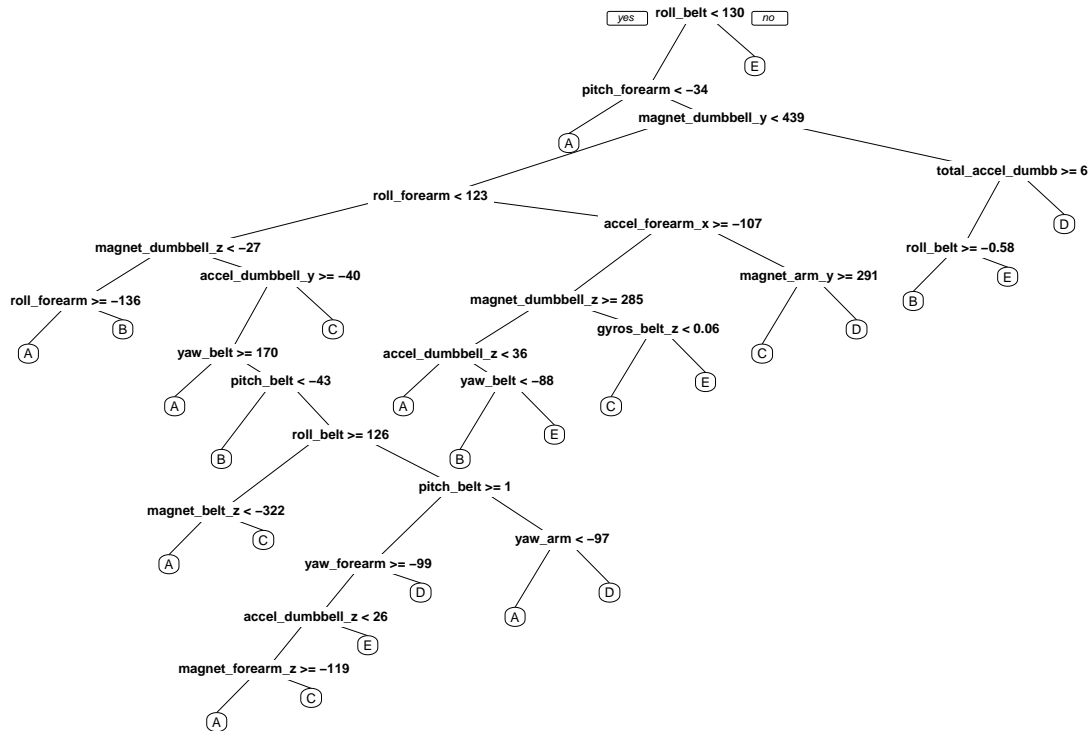 yes roll_belt < 130 no
E
pitch_forearm < −34
magnet_dumbbell_y < 439
A
total_accel_dumbb >= 6
roll_forearm < 123
accel_forearm_x >= −107
D
magnet_dumbbell_z < −27
roll_belt >= −0.58
accel_dumbbell_y >= −40
magnet_arm_y >= 291
E
roll_forearm >= −136
magnet_dumbbell_z >= 285
B
B
C
gyros_belt_z < 0.06
D
A
yaw_belt >= 170
accel_dumbbell_z < 36
C
pitch_belt < −43
yaw_belt < −88
E
A
A
C
roll_belt >= 126
E
B
B
pitch_belt >= 1
magnet_belt_z < −322
C
yaw_arm < −97
A
yaw_forearm >= −99
D
D
accel_dumbbell_z < 26
A
E
magnet_forearm_z >= −119
C
A